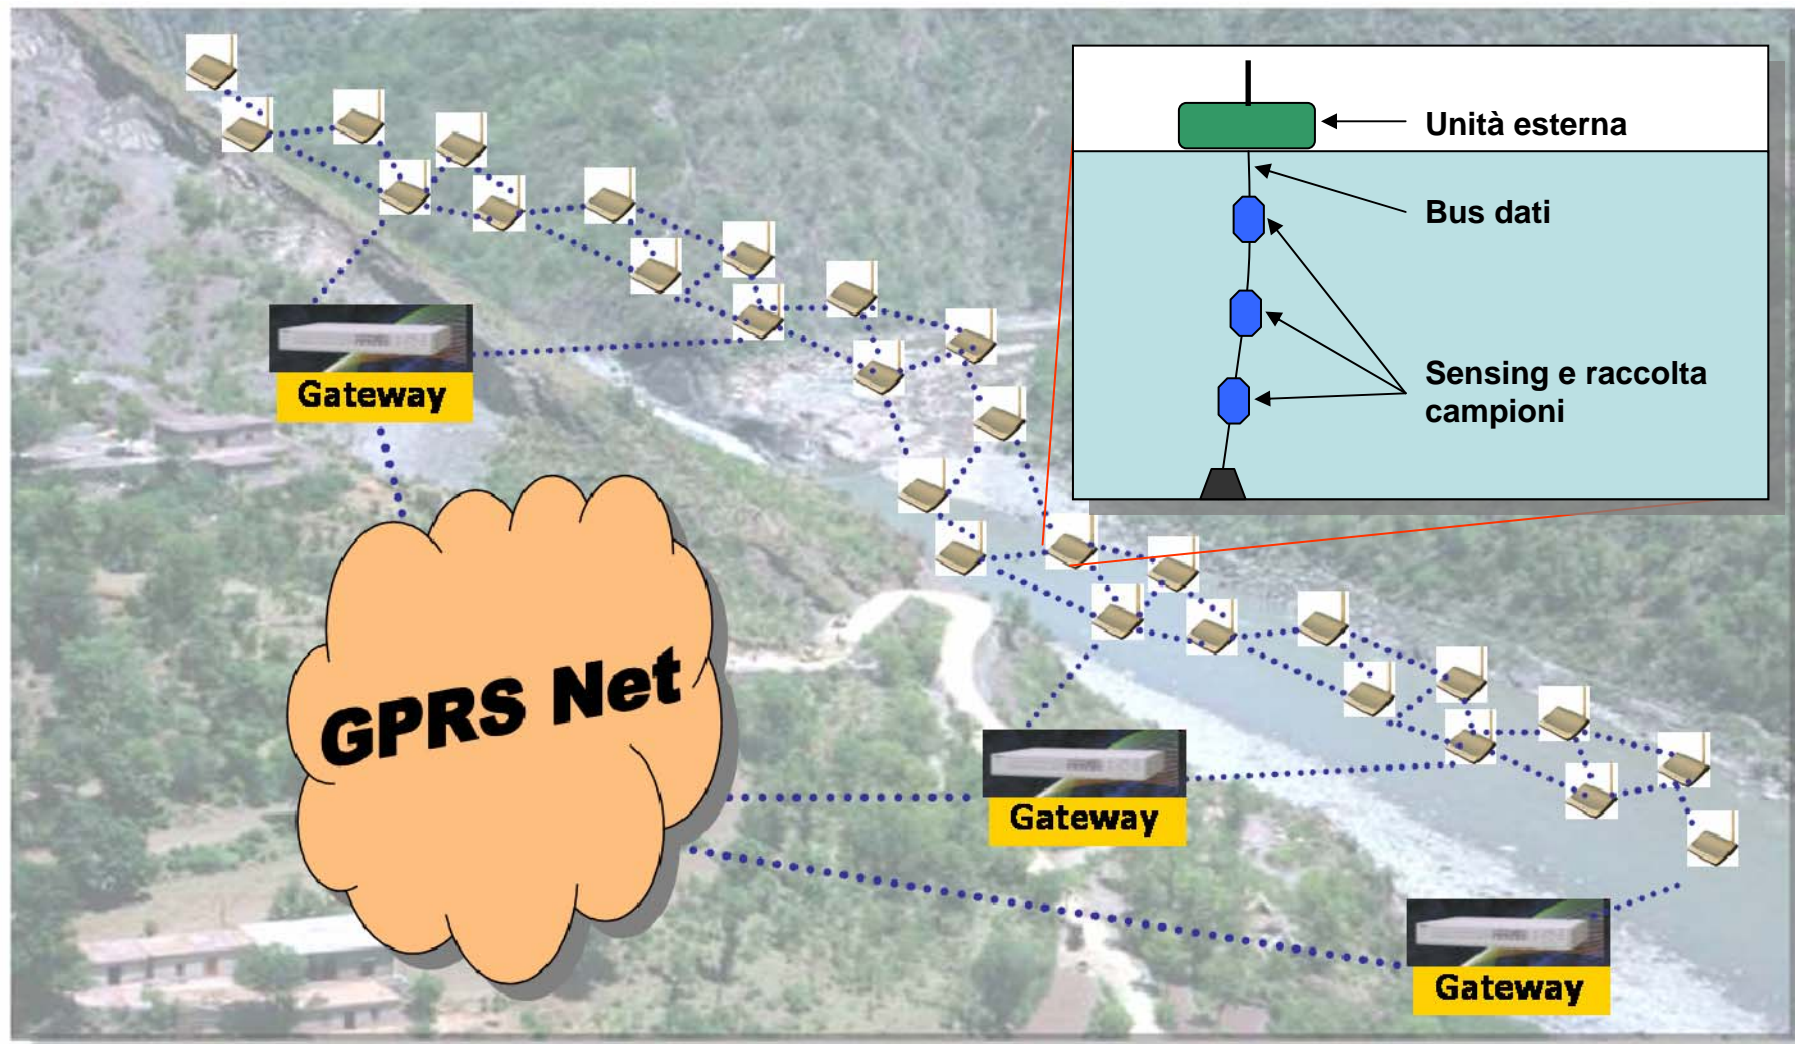 Unità esterna
Bus dati
Sensing e raccolta
campioni
Gateway
GPRS Net
Gateway
Gateway